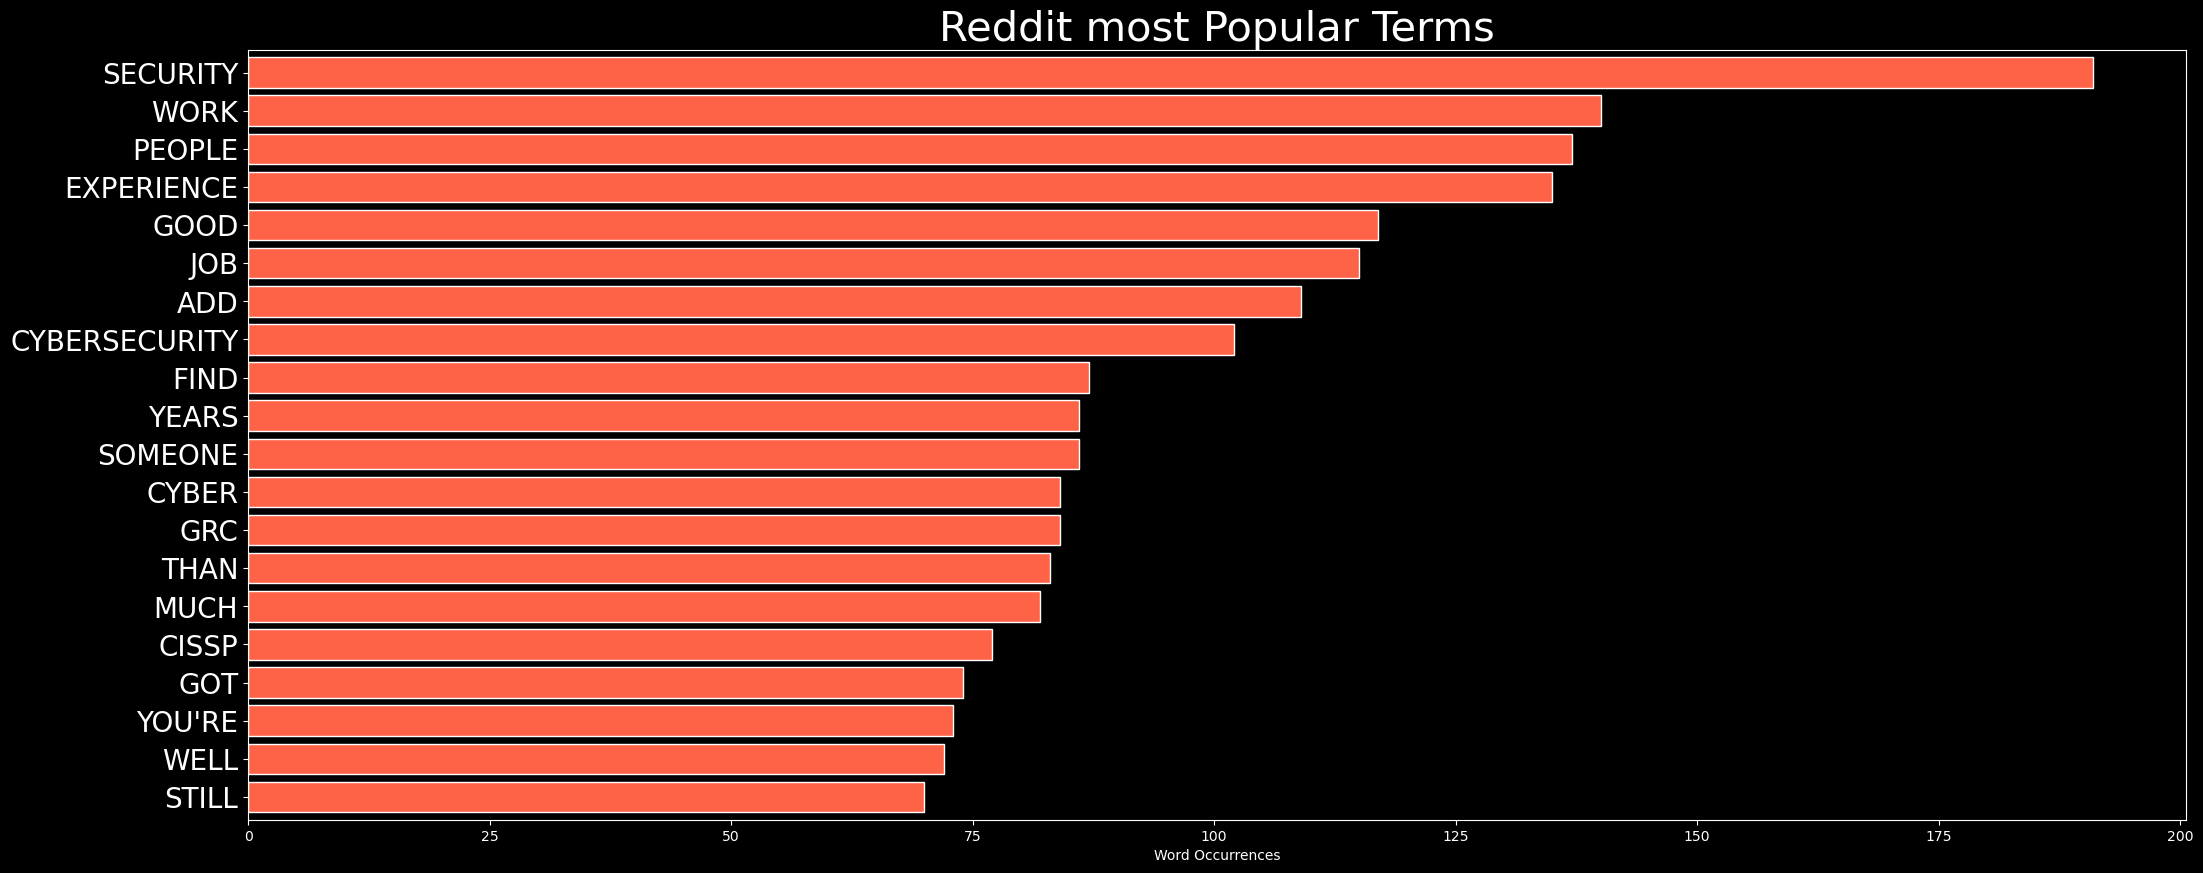 Reddit most Popular Terms
SECURITY
WORK
PEOPLE
EXPERIENCE
GOOD
JOB
ADD
CYBERSECURITY
FIND
YEARS
SOMEONE
CYBER
GRC
THAN
MUCH
CISSP
GOT
YOU'RE
WELL
STILL
0 25 50 75 100 125 150 175 200
Word Occurrences